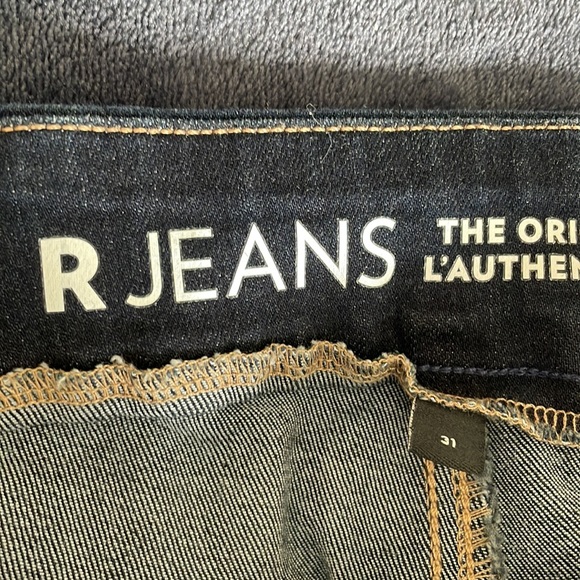 R JEANS
THE ORI
L'AUTHEN
31